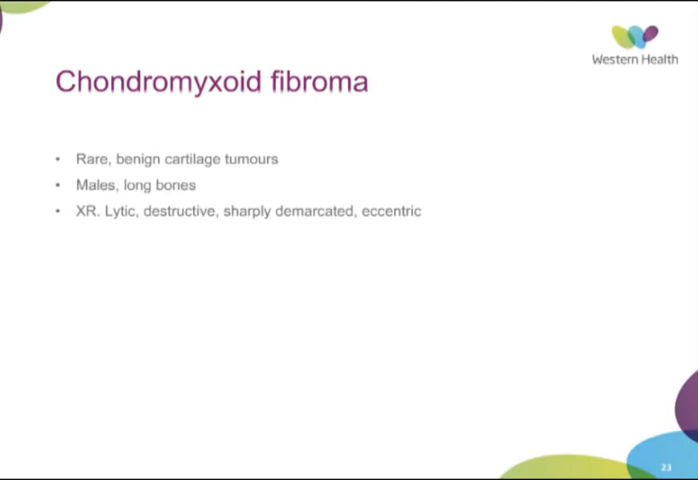 Western Health
Chondromyxoid fibroma
• Rare, benign cartilage tumours
• Males, long bones
• XR. Lytic, destructive, sharply demarcated, eccentric
23